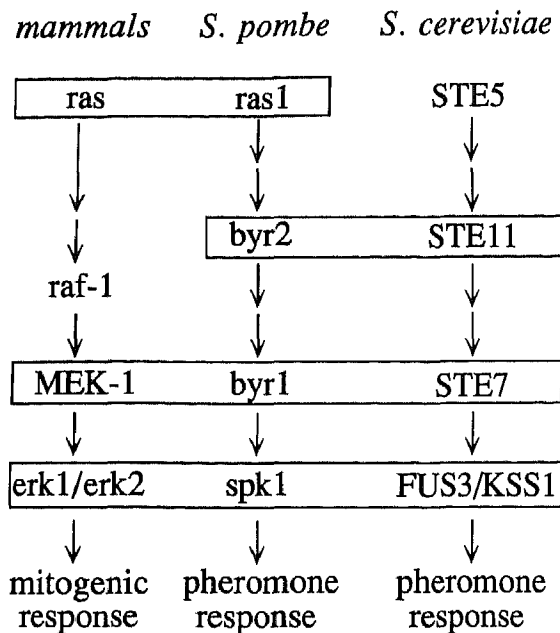 mammals S. pombe S. cerevisiae
ras ras1 STE5
byr2 STE11
raf-1
MEK-1 byr1 STE7
erk1/erk2 spk1 FUS3/KSS1
mitogenic pheromone pheromone
response response response